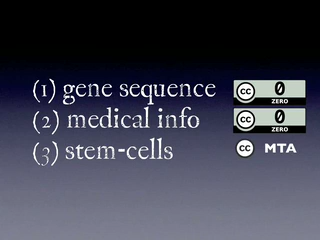 (1) gene sequence cc 0 ZERO
(2) medical info cc 0 ZERO
(3) stem-cells cc MTA